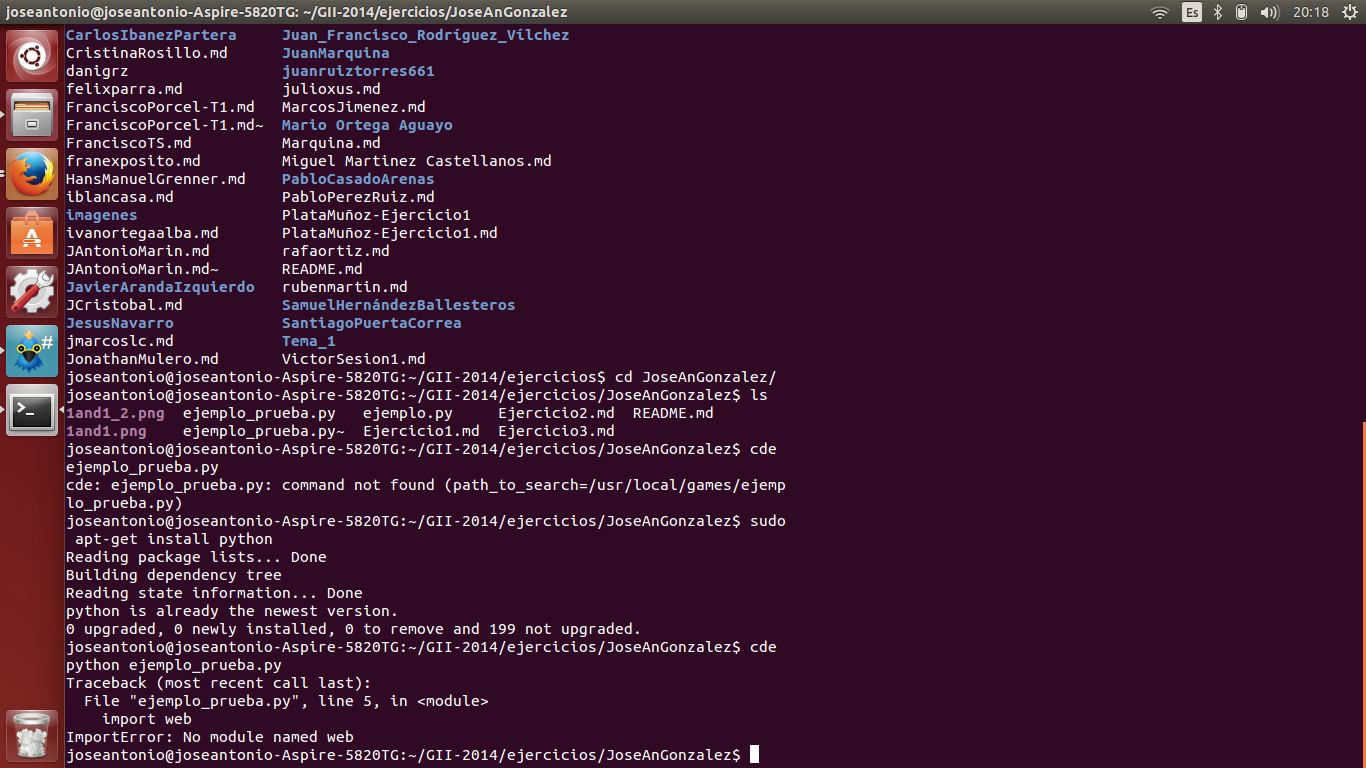 joseantonio@joseantonio-Aspire-5820TG: ~/GII-2014/ejercicios/JoseAnGonzalez
Es
20:18
CarlosIbanezPartera Juan_Francisco_Rodríguez_Vílchez
CristinaRosillo.md JuanMarquina
danigrz juanruiztorres661
felixparra.md julioxus.md
FranciscoPorcel-T1.md MarcosJimenez.md
FranciscoPorcel-T1.md~ Mario Ortega Aguayo
FranciscoTS.md Marquina.md
franexposito.md Miguel Martinez Castellanos.md
HansManuelGrenner.md PabloCasadoArenas
iblancasa.md PabloPerezRuiz.md
imagenes PlataMuñoz-Ejercicio1
ivanortegaalba.md PlataMuñoz-Ejercicio1.md
JAntonioMarin.md rafaortiz.md
JAntonioMarin.md~ README.md
JavierArandaIzquierdo rubenmartin.md
JCristobal.md SamuelHernándezBallesteros
JesusNavarro SantiagoPuertaCorrea
jmarcoslc.md Tema_1
JonathanMulero.md VictorSesion1.md
joseantonio@joseantonio-Aspire-5820TG:~/GII-2014/ejercicios$ cd JoseAnGonzalez/
joseantonio@joseantonio-Aspire-5820TG:~/GII-2014/ejercicios/JoseAnGonzalez$ ls
1and1_2.png ejemplo_prueba.py ejemplo.py Ejercicio2.md README.md
1and1.png ejemplo_prueba.py~ Ejercicio1.md Ejercicio3.md
joseantonio@joseantonio-Aspire-5820TG:~/GII-2014/ejercicios/JoseAnGonzalez$ cde
ejemplo_prueba.py
cde: ejemplo_prueba.py: command not found (path_to_search=/usr/local/games/ejemp
lo_prueba.py)
joseantonio@joseantonio-Aspire-5820TG:~/GII-2014/ejercicios/JoseAnGonzalez$ sudo
apt-get install python
Reading package lists... Done
Building dependency tree
Reading state information... Done
python is already the newest version.
0 upgraded, 0 newly installed, 0 to remove and 199 not upgraded.
joseantonio@joseantonio-Aspire-5820TG:~/GII-2014/ejercicios/JoseAnGonzalez$ cde
python ejemplo_prueba.py
Traceback (most recent call last):
File "ejemplo_prueba.py", line 5, in <module>
import web
ImportError: No module named web
joseantonio@joseantonio-Aspire-5820TG:~/GII-2014/ejercicios/JoseAnGonzalez$